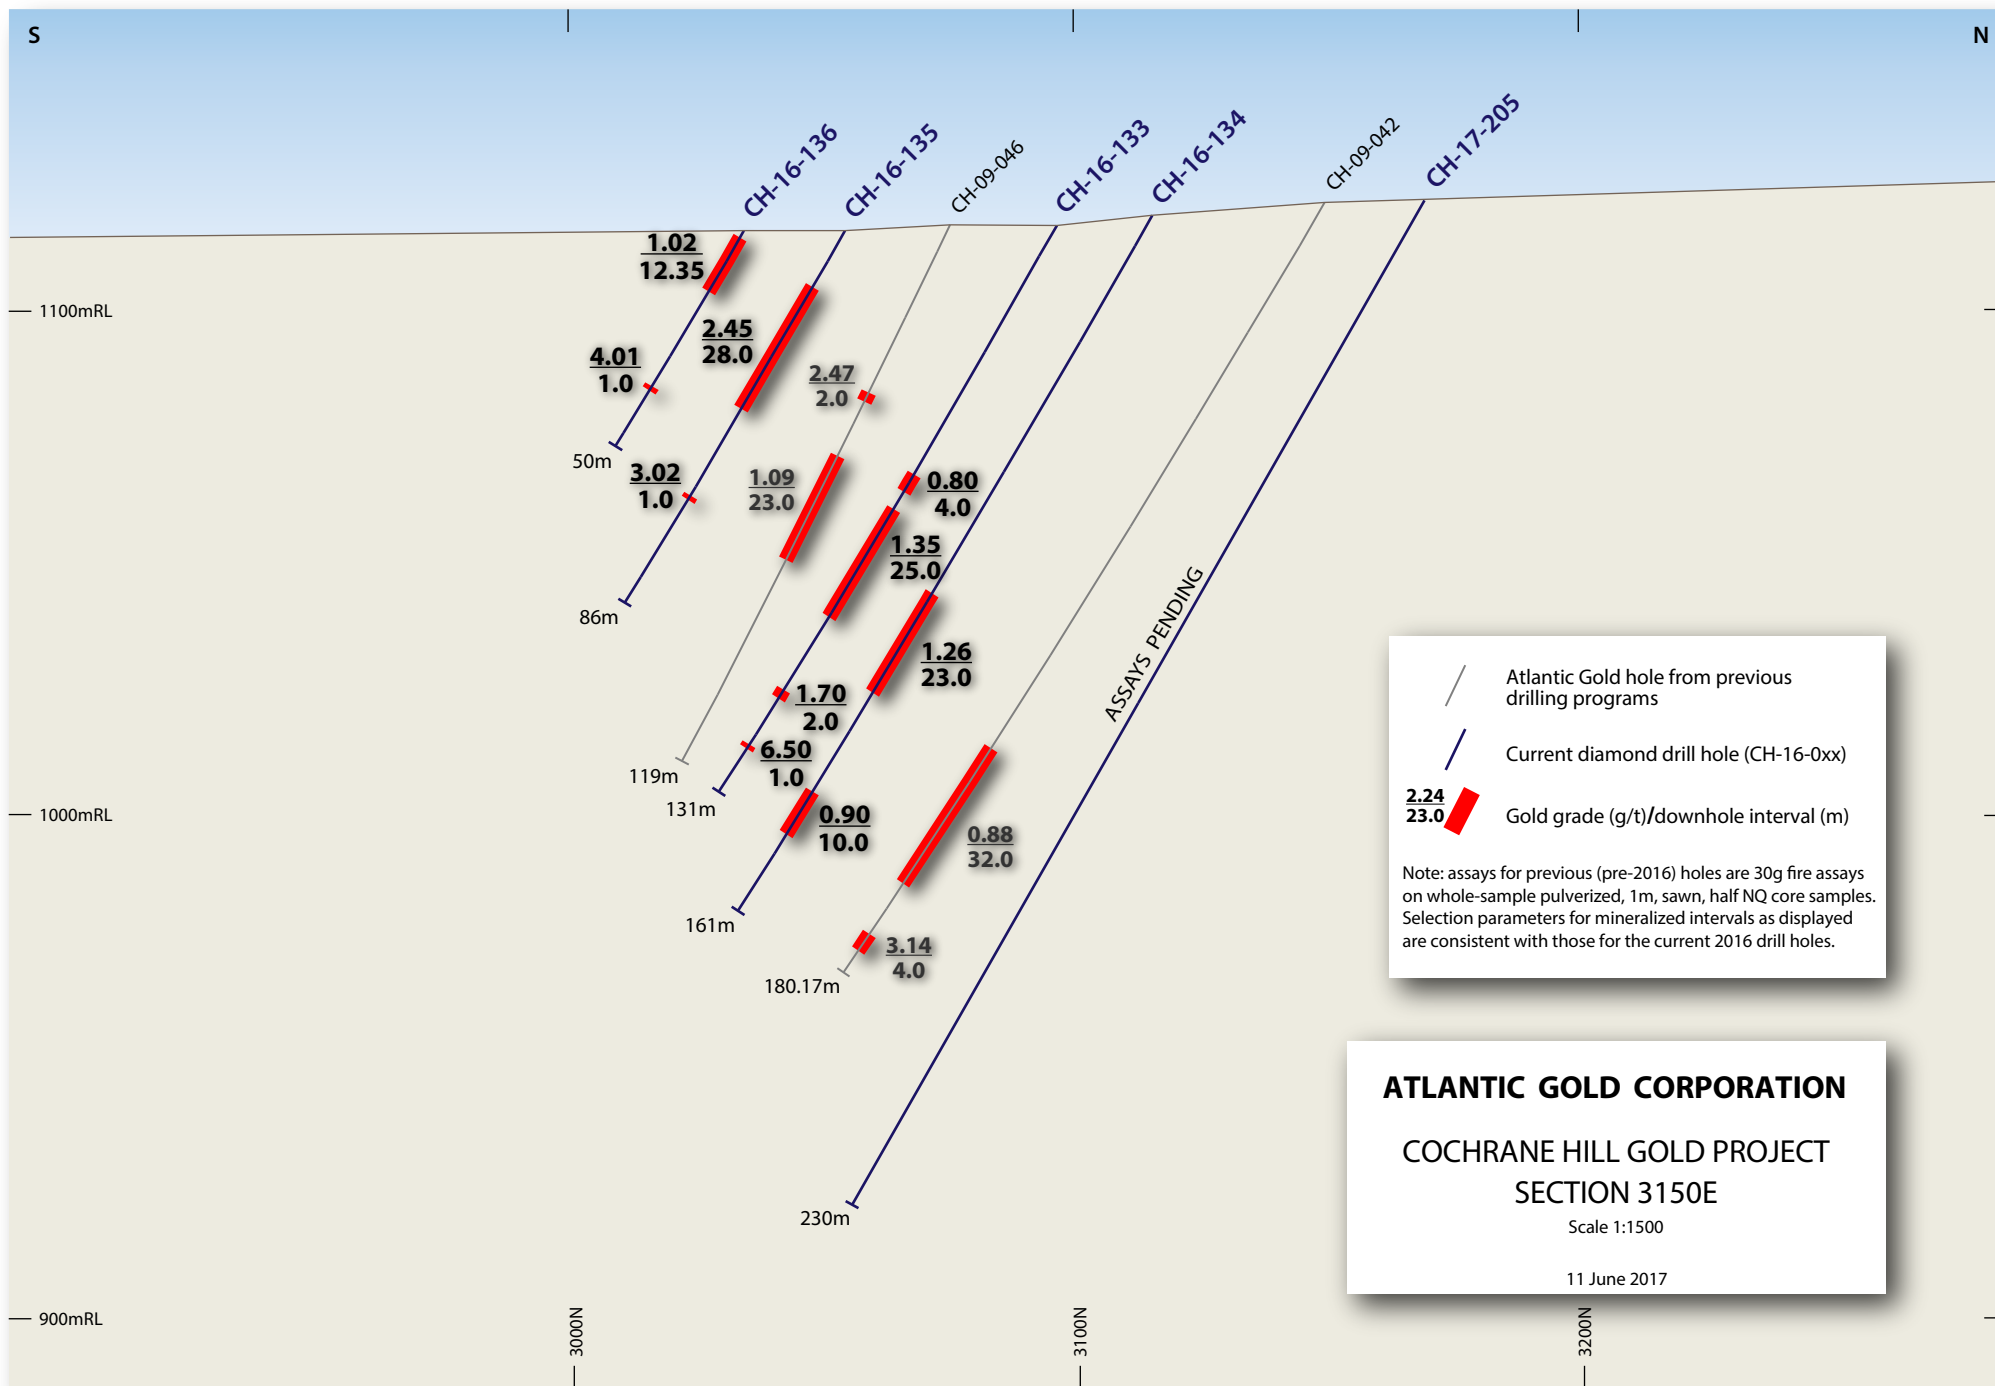 S
N
CH-16-136
CH-16-135
CH-09-046
CH-16-133
CH-16-134
CH-09-042
CH-17-205
1.02
12.35
1100mRL
2.45
28.0
4.01
1.0
2.47
2.0
50m
3.02
1.0
1.09
23.0
0.80
4.0
1.35
25.0
86m
ASSAYS PENDING
1.26
23.0
1.70
2.0
6.50
1.0
119m
131m
1000mRL
0.90
10.0
0.88
32.0
161m
3.14
4.0
180.17m
230m
900mRL
3000N
3100N
3200N
Atlantic Gold hole from previous
drilling programs
Current diamond drill hole (CH-16-0xx)
2.24
23.0
Gold grade (g/t)/downhole interval (m)
Note: assays for previous (pre-2016) holes are 30g fire assays
on whole-sample pulverized, 1m, sawn, half NQ core samples.
Selection parameters for mineralized intervals as displayed
are consistent with those for the current 2016 drill holes.
ATLANTIC GOLD CORPORATION
COCHRANE HILL GOLD PROJECT
SECTION 3150E
Scale 1:1500
11 June 2017